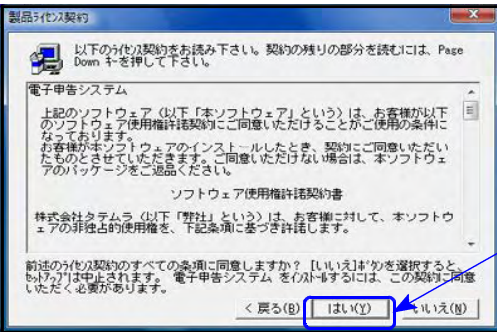 製品ライセンス契約
以下のライセンス契約をお読み下さい。契約の残りの部分を読むには、Page
Down キーを押して下さい。
電子申告システム
上記のソフトウェア（以下「本ソフトウェア」という）は、お客様が以下
のソフトウェア使用権許諾契約にご同意いただけることがご使用の条件に
なっております。
お客様が本ソフトウェアのインストールしたとき、契約にご同意いただい
たものとさせていただきます。ご同意いただけない場合は、本ソフトウェ
アのパッケージをご返品ください。
ソフトウェア使用権許諾契約書
株式会社タテムラ（以下「弊社」という）は、お客様に対して、本ソフトウ
ェアの非独占的使用権を、下記条項に基づき許諾します。
前述のライセンス契約のすべての条項に同意しますか？［いいえ］ボタンを選択すると、
セットアップは中止されます。 電子申告システム をインストールするには、この契約に同意
いただく必要があります。
< 戻る(B)
はい(Y)
いいえ(N)